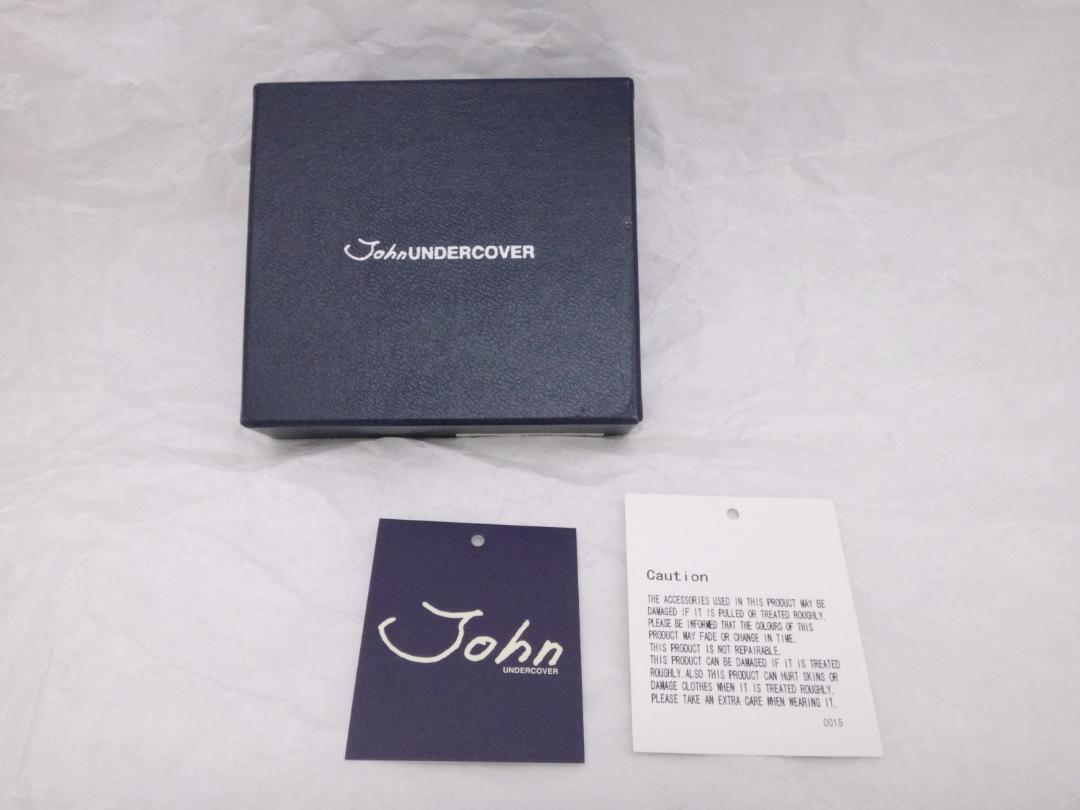 John UNDERCOVER
John
UNDERCOVER
Caution
THE ACCESSORIES USED IN THIS PRODUCT MAY BE
DAMAGED IF IT IS PULLED OR TREATED ROUGHLY.
PLEASE BE INFORMED THAT THE COLOURS OF THIS
PRODUCT MAY FADE OR CHANGE IN TIME.
THIS PRODUCT IS NOT REPAIRABLE.
THIS PRODUCT CAN BE DAMAGED IF IT IS TREATED
ROUGHLY. ALSO THIS PRODUCT CAN HURT SKINS OR
DAMAGE CLOTHES WHEN IT IS TREATED ROUGHLY.
PLEASE TAKE AN EXTRA CARE WHEN WEARING IT.
0015